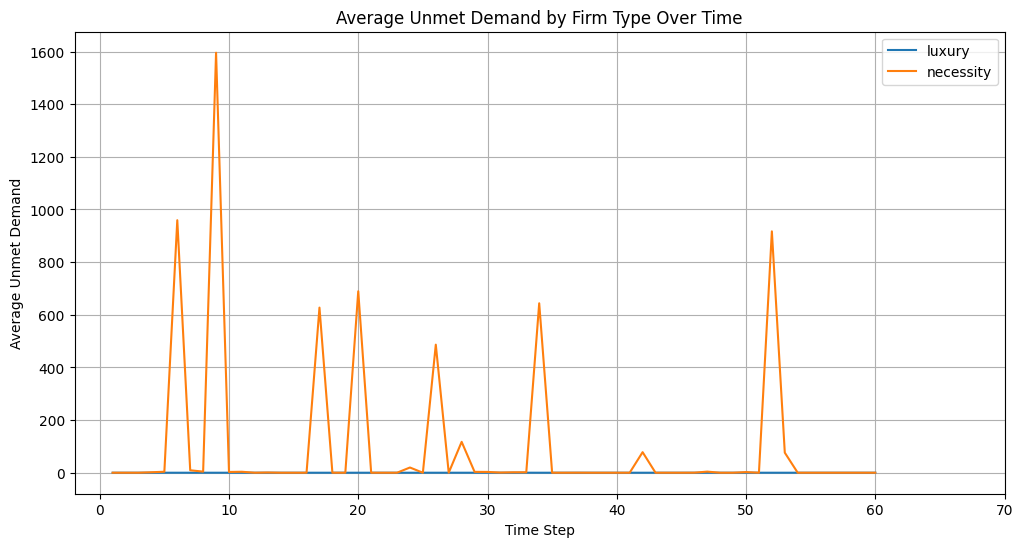 Average Unmet Demand by Firm Type Over Time
luxury
necessity
Average Unmet Demand
1600
1400
1200
1000
800
600
400
200
0
0 10 20 30 40 50 60 70
Time Step